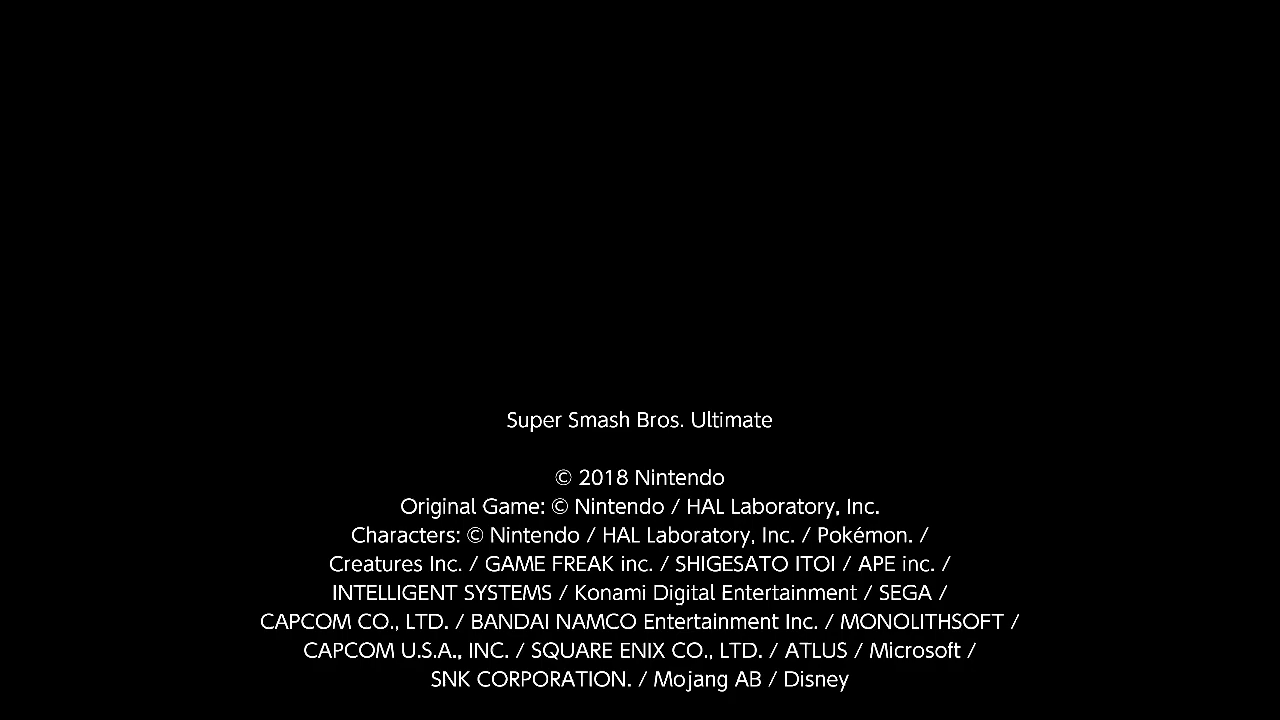 Super Smash Bros. Ultimate
© 2018 Nintendo
Original Game: © Nintendo / HAL Laboratory, Inc.
Characters: © Nintendo / HAL Laboratory, Inc. / Pokémon. /
Creatures Inc. / GAME FREAK inc. / SHIGESATO ITOI / APE inc. /
INTELLIGENT SYSTEMS / Konami Digital Entertainment / SEGA /
CAPCOM CO., LTD. / BANDAI NAMCO Entertainment Inc. / MONOLITHSOFT /
CAPCOM U.S.A., INC. / SQUARE ENIX CO., LTD. / ATLUS / Microsoft /
SNK CORPORATION. / Mojang AB / Disney